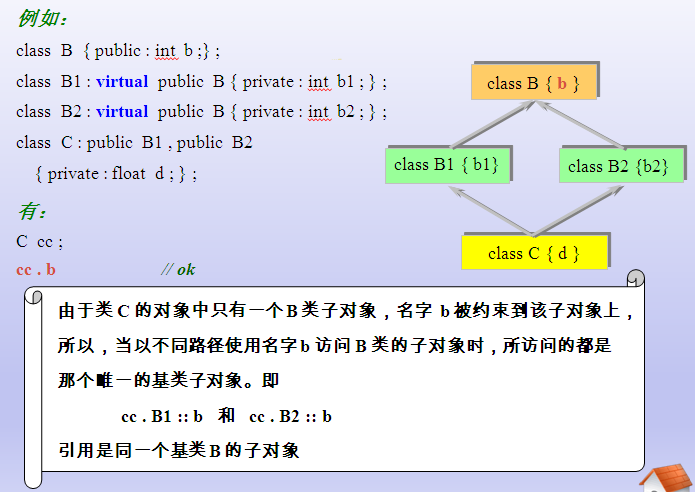 例如：
class B { public : int b ;} ;
class B1 : virtual public B { private : int b1 ; } ;
class B2 : virtual public B { private : int b2 ; } ;
class C : public B1 , public B2
{ private : float d ; } ;
有：
C cc ;
cc . b // ok
class B { b }
class B1 { b1}
class B2 {b2}
class C { d }
由于类 C 的对象中只有一个 B 类子对象，名字 b 被约束到该子对象上，
所以，当以不同路径使用名字 b 访问 B 类的子对象时，所访问的都是
那个唯一的基类子对象。即
cc . B1 :: b 和 cc . B2 :: b
引用是同一个基类 B 的子对象